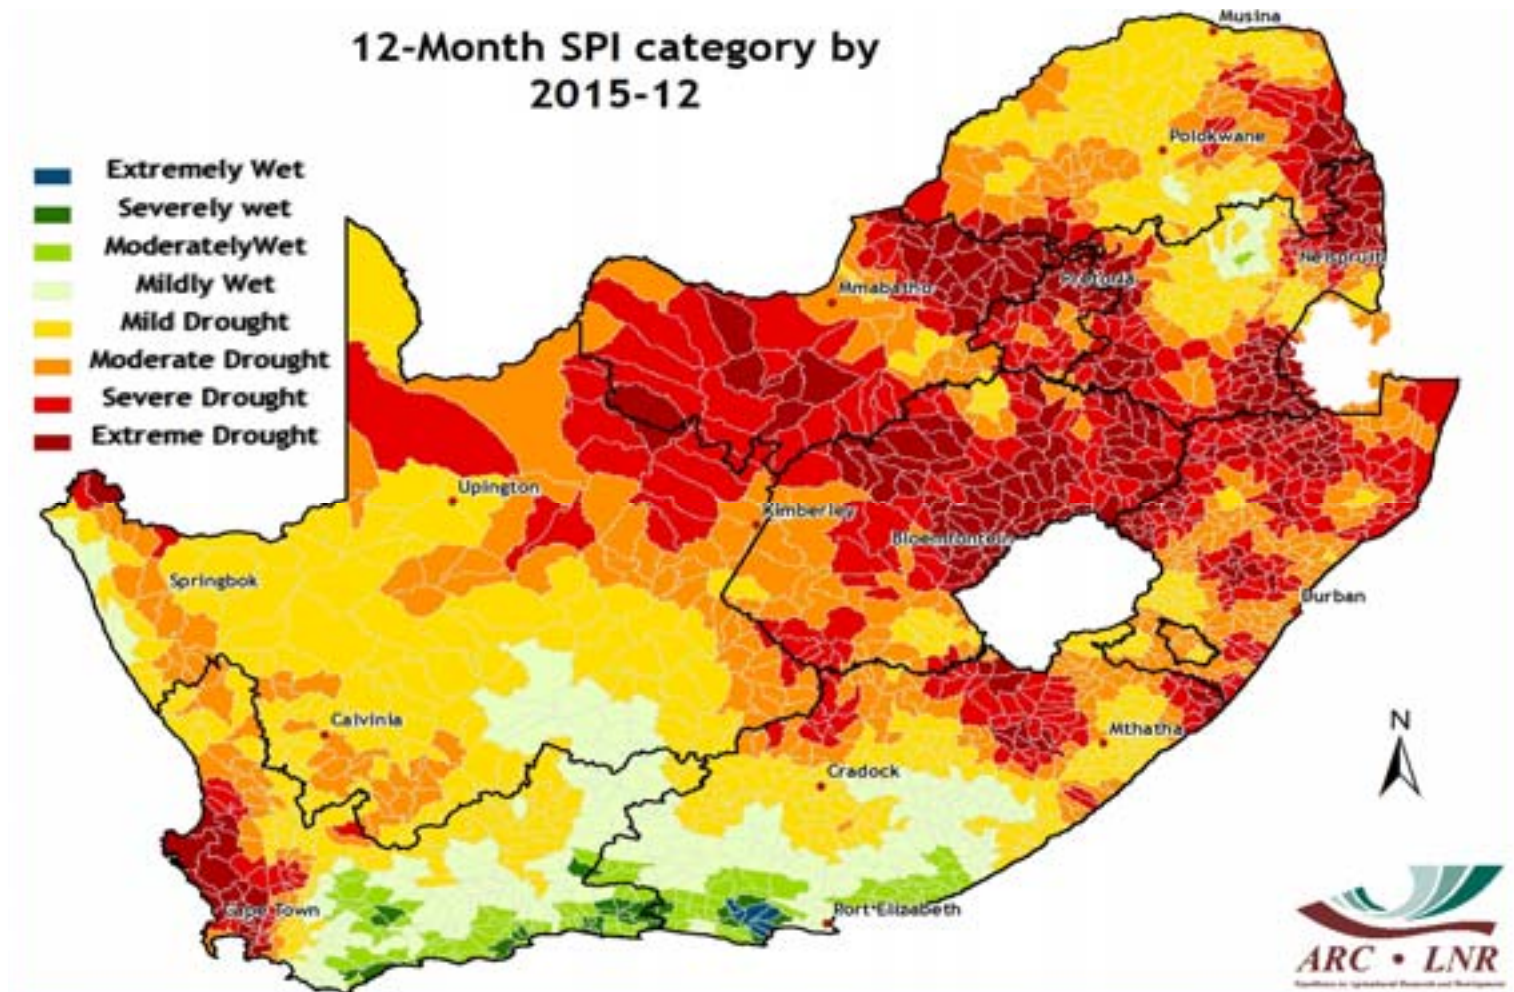 12-Month SPI category by
2015-12
Extremely Wet
Severely wet
ModeratelyWet
Mildly Wet
Mild Drought
Moderate Drought
Severe Drought
Extreme Drought
Musina
Polokwane
Nelspruit
Pretoria
Mmabatho
Upington
Kimberley
Bloemfontein
Springbok
Durban
Calvinia
Mthatha
Cradock
Cape Town
Port Elizabeth
N
ARC • LNR